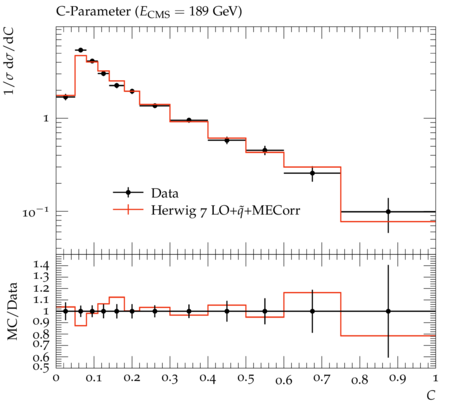 C-Parameter (E_CMS = 189 GeV)
1/σ dσ/dC
1
10⁻¹
Data
Herwig 7 LO+q̃+MECorr
MC/Data
1.4
1.3
1.2
1.1
1
0.9
0.8
0.7
0.6
0.5
0 0.1 0.2 0.3 0.4 0.5 0.6 0.7 0.8 0.9 1
C
C